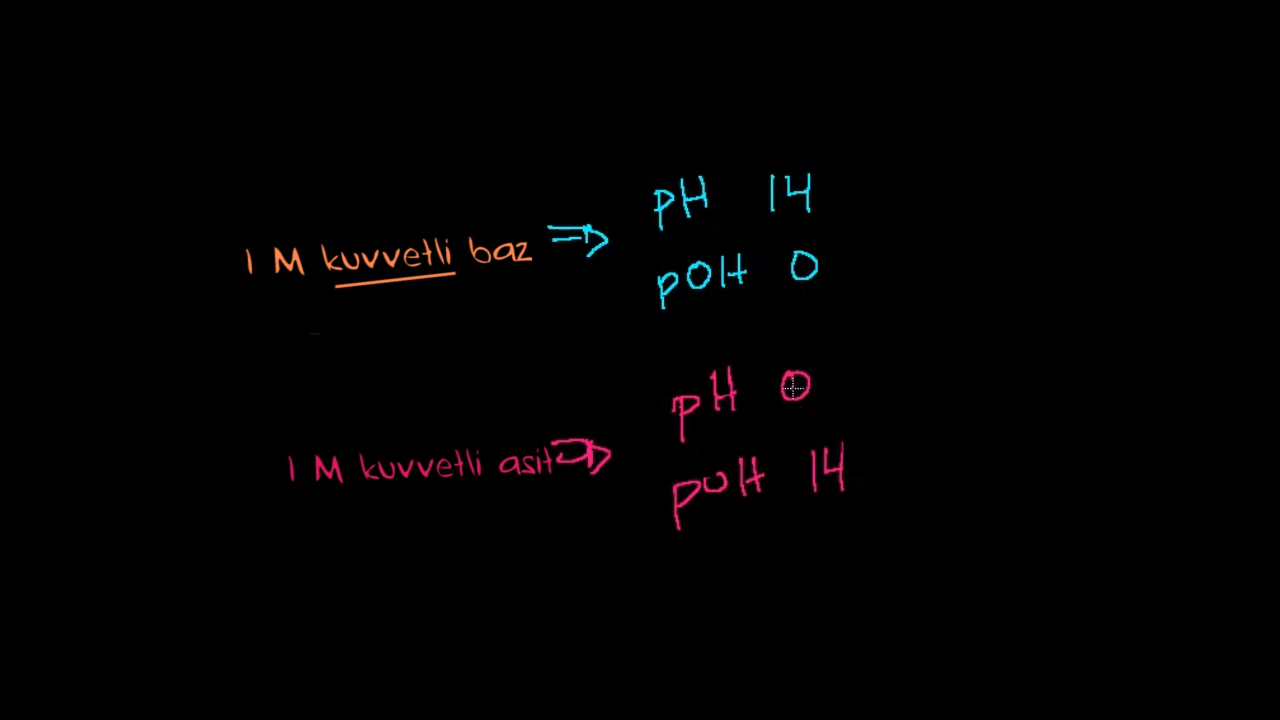 1 M kuvvetli baz ⇒
pH 14
pOH 0
1 M kuvvetli asit ⇒
pH 0
pOH 14